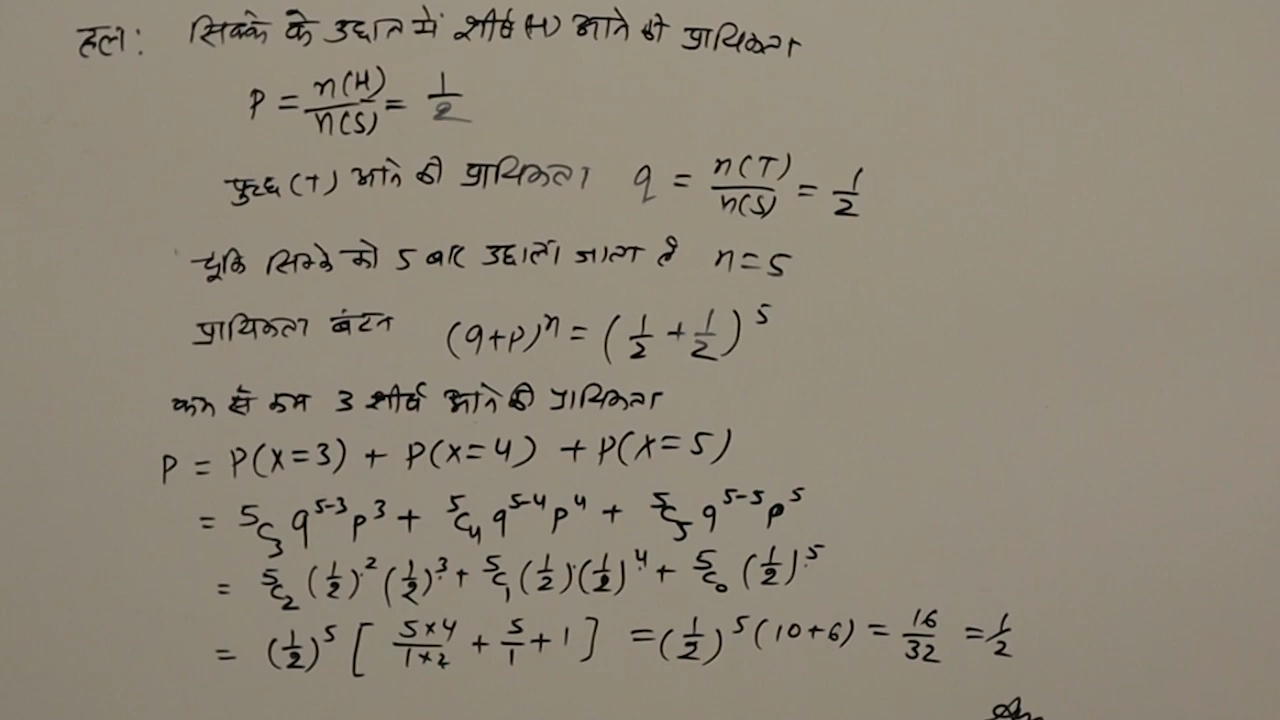 हल: सिक्के के उछाल में शीर्ष (H) आने की प्रायिकता
P = n(H)/n(S) = 1/2
पुच्छ (T) आने की प्रायिकता q = n(T)/n(S) = 1/2
चूंकि सिक्के को 5 बार उछाला जाता है n=5
प्रायिकता बंटन (q+p)^n = (1/2 + 1/2)^5
कम से कम 3 शीर्ष आने की प्रायिकता
P = P(X=3) + P(X=4) + P(X=5)
= ⁵C₃ q^5-3 p^3 + ⁵C₄ q^5-4 p^4 + ⁵C₅ q^5-5 p^5
= ⁵C₂ (1/2)^2 (1/2)^3 + ⁵C₁ (1/2)(1/2)^4 + ⁵C₀ (1/2)^5
= (1/2)^5 [ 5×4/1×2 + 5/1 + 1 ] = (1/2)^5 (10+6) = 16/32 = 1/2